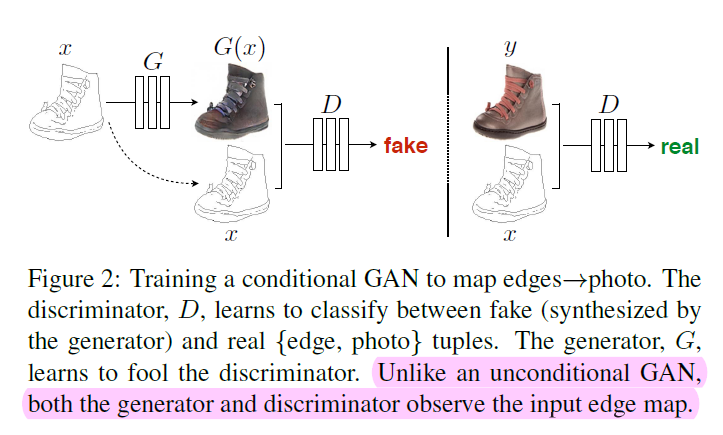 x
G
G(x)
D
fake
x
y
D
real
x
Figure 2: Training a conditional GAN to map edges→photo. The
discriminator, D, learns to classify between fake (synthesized by
the generator) and real {edge, photo} tuples. The generator, G,
learns to fool the discriminator. Unlike an unconditional GAN,
both the generator and discriminator observe the input edge map.